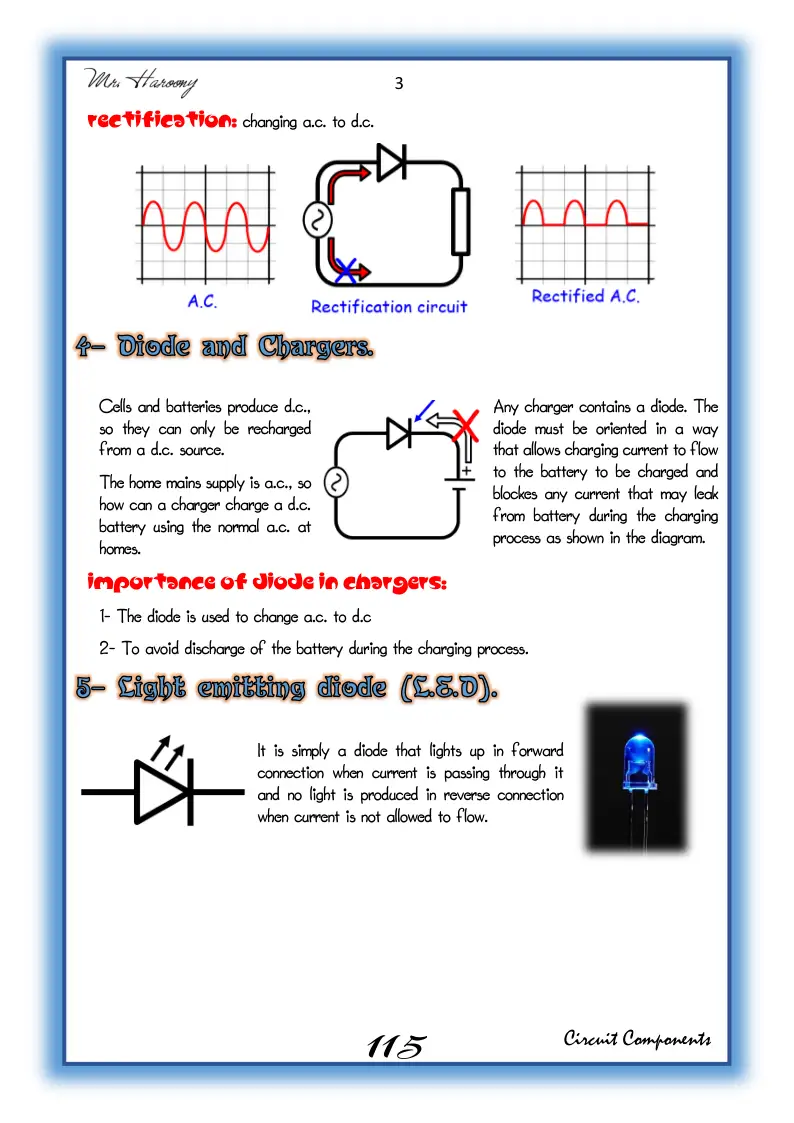 Mr. Haroony
3
rectification: changing a.c. to d.c.
A.C.
Rectification circuit
Rectified A.C.
4- Diode and Chargers.
Cells and batteries produce d.c.,
so they can only be recharged
from a d.c. source.
The home mains supply is a.c., so
how can a charger charge a d.c.
battery using the normal a.c. at
homes.
+
Any charger contains a diode. The
diode must be oriented in a way
that allows charging current to flow
to the battery to be charged and
blockes any current that may leak
from battery during the charging
process as shown in the diagram.
importance of diode in chargers:
1- The diode is used to change a.c. to d.c
2- To avoid discharge of the battery during the charging process.
5- Light emitting diode (L.E.D).
It is simply a diode that lights up in forward
connection when current is passing through it
and no light is produced in reverse connection
when current is not allowed to flow.
115
Circuit Components